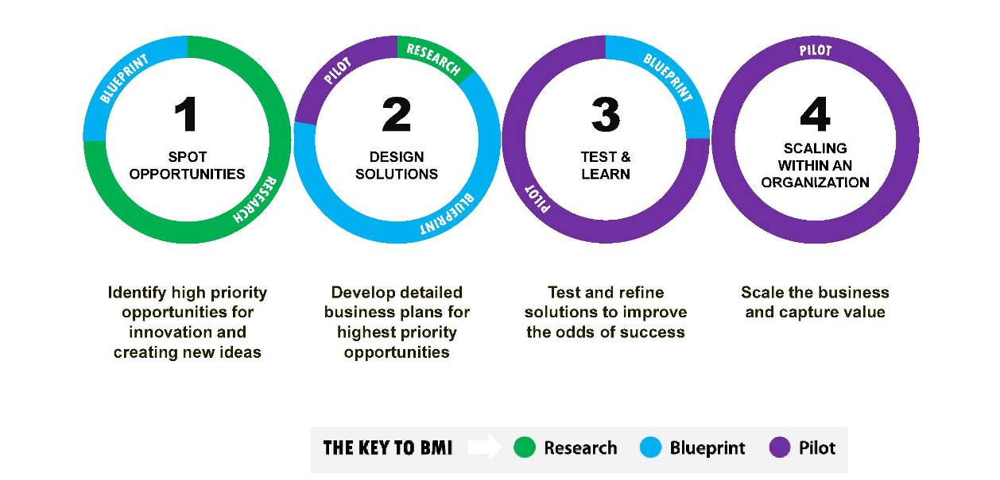 BLUEPRINT
RESEARCH
1
SPOT
OPPORTUNITIES
PILOT
RESEARCH
BLUEPRINT
2
DESIGN
SOLUTIONS
BLUEPRINT
PILOT
3
TEST &
LEARN
PILOT
4
SCALING
WITHIN AN
ORGANIZATION
Identify high priority
opportunities for
innovation and
creating new ideas
Develop detailed
business plans for
highest priority
opportunities
Test and refine
solutions to improve
the odds of success
Scale the business
and capture value
THE KEY TO BMI
Research
Blueprint
Pilot